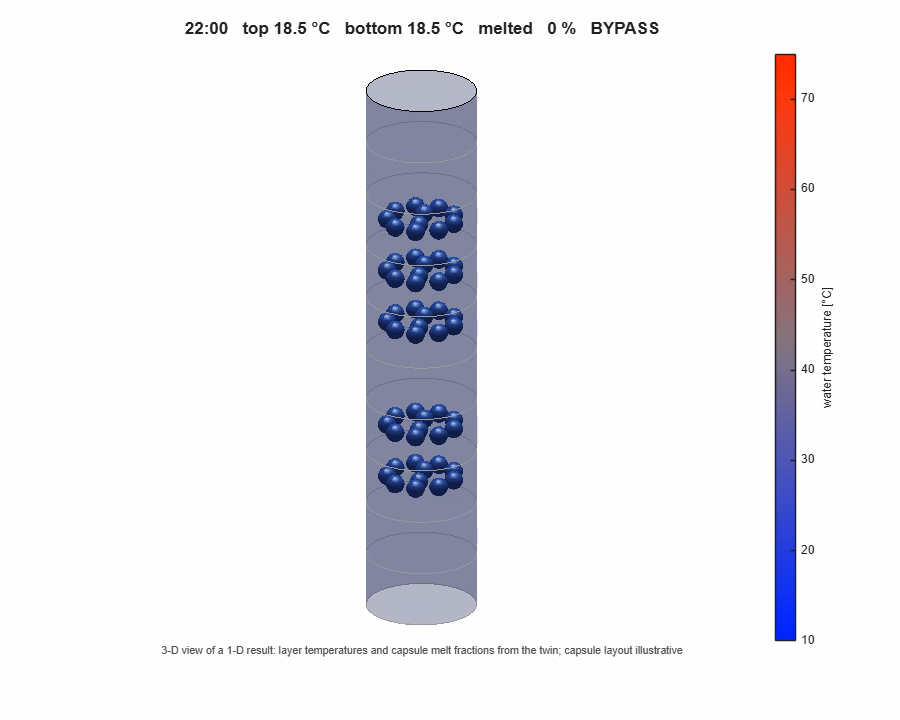 22:00 top 18.5 °C bottom 18.5 °C melted 0 % BYPASS
70
60
50
40
30
20
10
water temperature [°C]
3-D view of a 1-D result: layer temperatures and capsule melt fractions from the twin; capsule layout illustrative